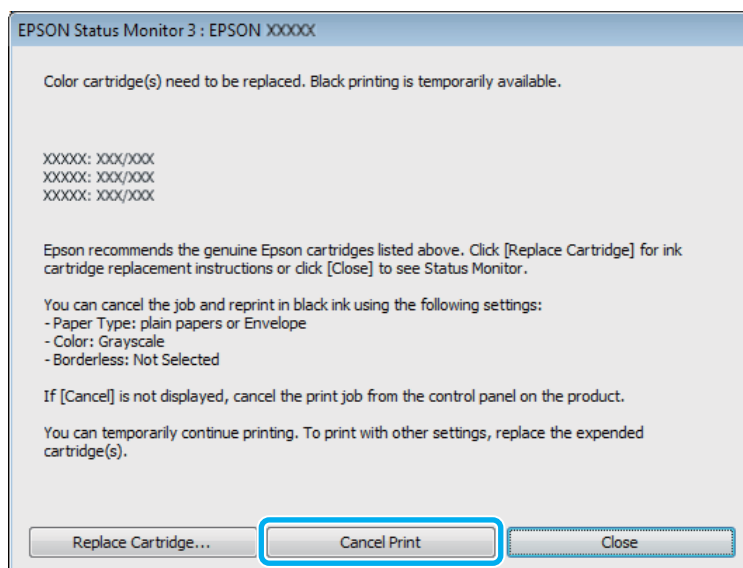 EPSON Status Monitor 3 : EPSON XXXXX
Color cartridge(s) need to be replaced. Black printing is temporarily available.
XXXXX: XXX/XXX
XXXXX: XXX/XXX
XXXXX: XXX/XXX
Epson recommends the genuine Epson cartridges listed above. Click [Replace Cartridge] for ink
cartridge replacement instructions or click [Close] to see Status Monitor.
You can cancel the job and reprint in black ink using the following settings:
- Paper Type: plain papers or Envelope
- Color: Grayscale
- Borderless: Not Selected
If [Cancel] is not displayed, cancel the print job from the control panel on the product.
You can temporarily continue printing. To print with other settings, replace the expended
cartridge(s).
Replace Cartridge... Cancel Print Close